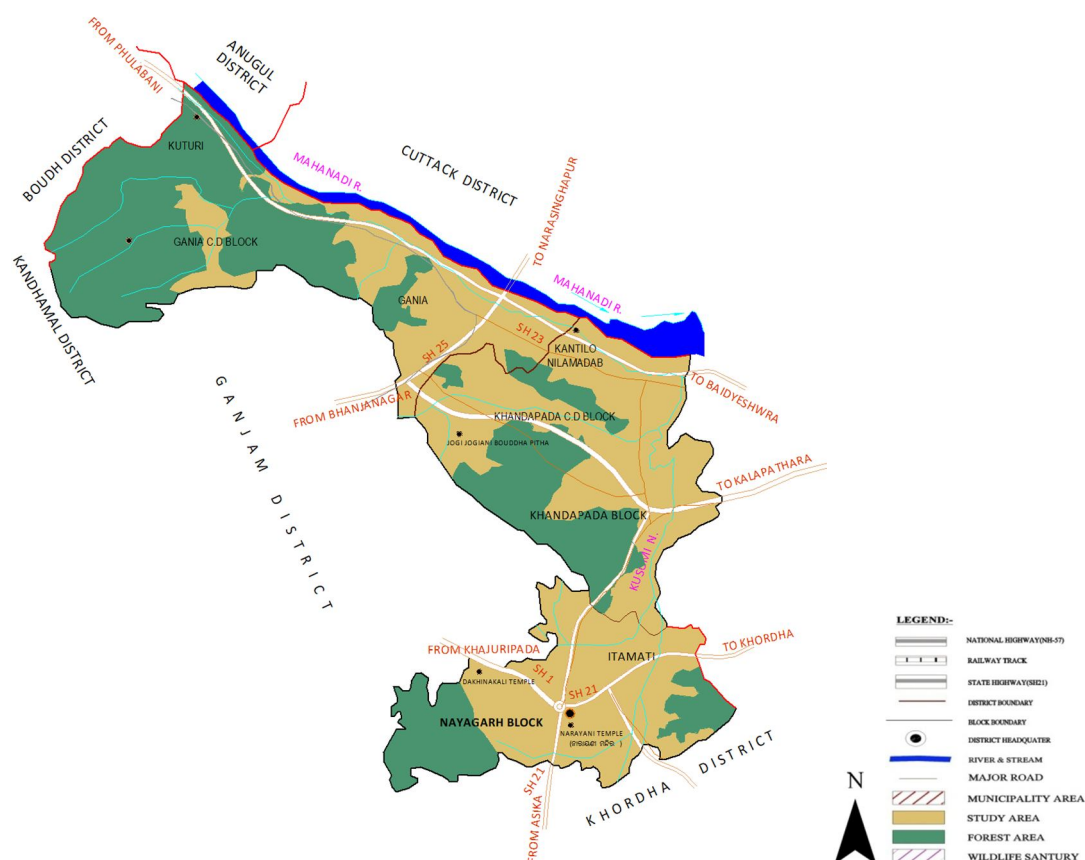 FROM PHULABANI
ANUGUL
DISTRICT
BOUDH DISTRICT
KUTURI
MAHANADI R.
CUTTACK DISTRICT
TO NARASINGHAPUR
GANIA C.D BLOCK
KANDHAMAL DISTRICT
GANIA
MAHANADI R.
SH 23
SH 25
KANTILO
NILAMADAB
TO BAIDYESHWRA
FROM BHANJANAGAR
KHANDAPADA C.D BLOCK
JOGI JOGIANI BOUDDHA PITHA
GANJAM DISTRICT
TO KALAPATHARA
KHANDAPADA BLOCK
KUSUMI N.
FROM KHAJURIPADA
ITAMATI
TO KHORDHA
DAKHINAKALI TEMPLE
SH 1
SH 21
NAYAGARH BLOCK
NARAYANI TEMPLE
SH 21
FROM ASIKA
KHORDHA DISTRICT
LEGEND:-
NATIONAL HIGHWAY(NH-57)
RAILWAY TRACK
STATE HIGHWAY(SH21)
DISTRICT BOUNDARY
BLOCK BOUNDARY
DISTRICT HEADQUATER
RIVER & STREAM
MAJOR ROAD
MUNICIPALITY AREA
STUDY AREA
FOREST AREA
WILDLIFE SANTURY
N